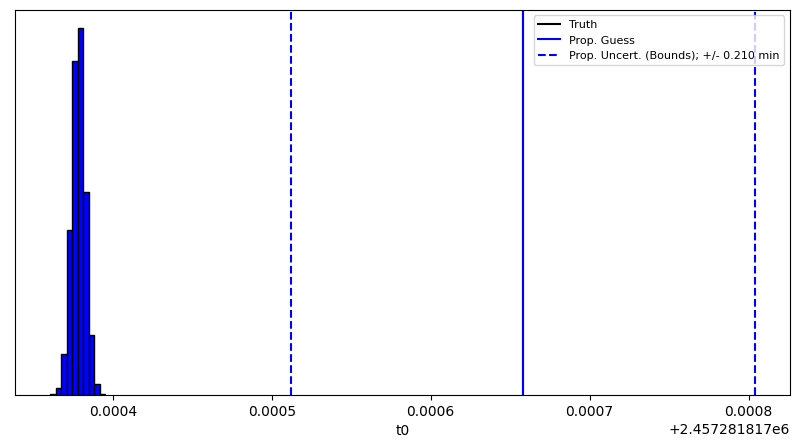 Truth
Prop. Guess
Prop. Uncert. (Bounds); +/- 0.210 min
0.0004 0.0005 0.0006 0.0007 0.0008
t0
+2.457281817e6